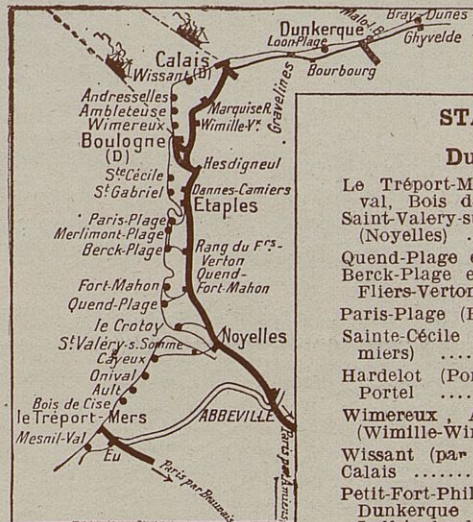 Bray-Dunes
Malo-l-B.
Dunkerque
Ghyvelde
Loon-Plage
Bourbourg
Gravelines
Calais
Wissant (D)
Andresselles
Ambleteuse
Wimereux
Marquise R.
Wimille-Vx
Boulogne
(D)
Hesdigneul
Ste Cécile
St Gabriel
Dannes-Camiers
Etaples
Paris-Plage
Merlimont-Plage
Berck-Plage
Rang du Frs-
Verton
Quend-
Fort-Mahon
Fort-Mahon
Quend-Plage
le Crotoy
Noyelles
St Valéry-s.Somme
Cayeux
Onival
Ault
Bois de Cise
le Tréport-Mers
ABBEVILLE
Mesnil-Val
Eu
Paris par Beauvais
Paris par Amiens
STA
Du
Le Tréport-M
val, Bois d
Saint-Valery-s
(Noyelles)
Quend-Plage e
Berck-Plage e
Fliers-Verton
Paris-Plage (E
Sainte-Cécile
miers) .....
Hardelot (Po
Portel .....
Wimereux, A
(Wimille-Wi
Wissant (par
Calais .......
Petit-Fort-Phil
Dunkerque